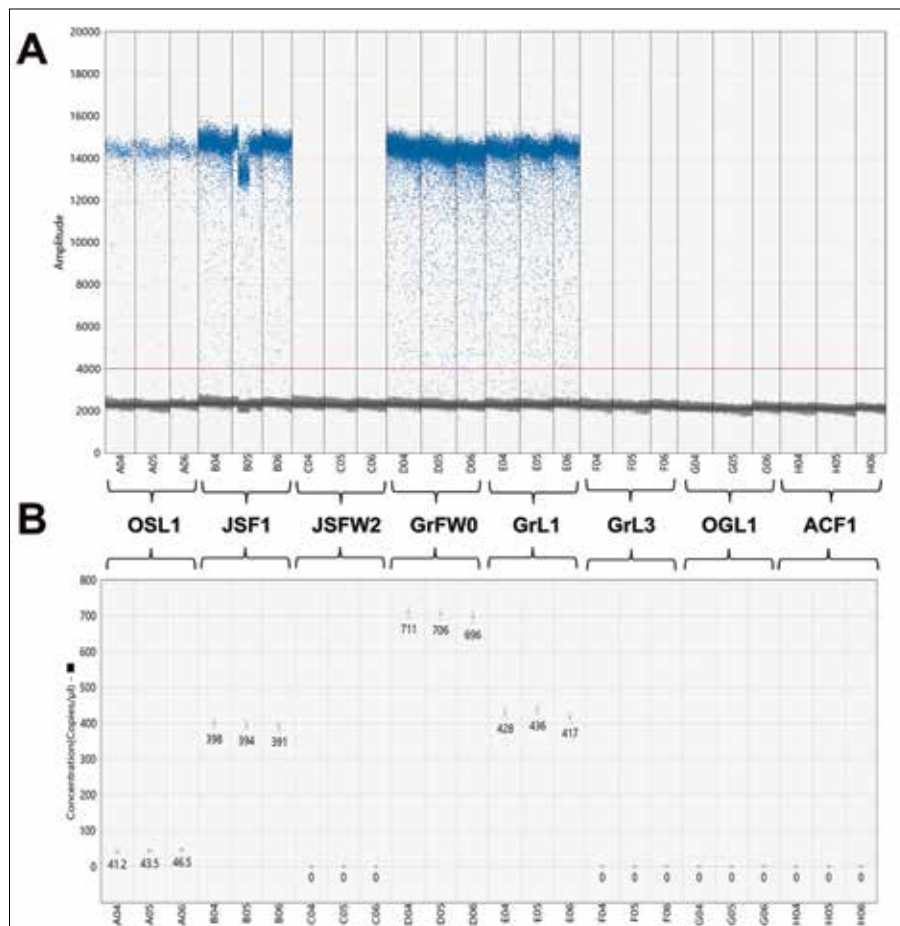 A
20000
18000
16000
14000
12000
10000
8000
6000
4000
2000
0
Amplitude
A04 A05 A06 B04 B05 B06 C04 C05 C06 D04 D05 D06 E04 E05 E06 F04 F05 F06 G04 G05 G06 H04 H05 H06
B
OSL1 JSF1 JSFW2 GrFW0 GrL1 GrL3 OGL1 ACF1
800
700
600
500
400
300
200
100
0
Concentration(Copies/µl) - ■
711 706 696
398 394 391
428 436 417
41.2 43.5 46.5
0 0 0 0 0 0 0 0 0 0 0 0
A04 A05 A06 B04 B05 B06 C04 C05 C06 D04 D05 D06 E04 E05 E06 F04 F05 F06 G04 G05 G06 H04 H05 H06